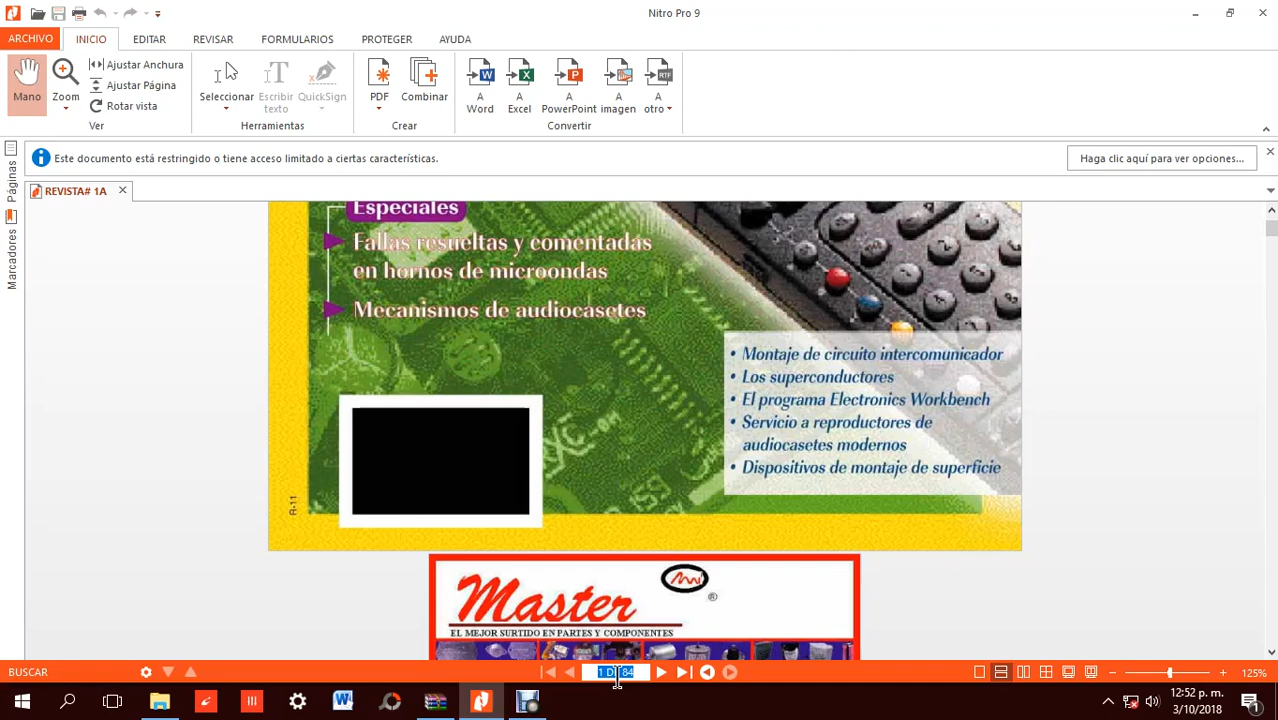 Nitro Pro 9
ARCHIVO INICIO EDITAR REVISAR FORMULARIOS PROTEGER AYUDA
Mano
Zoom
Ajustar Anchura
Ajustar Página
Rotar vista
Ver
Seleccionar
Escribir texto
QuickSign
Herramientas
PDF
Combinar
Crear
A Word
A Excel
A PowerPoint
A imagen
A otro
Convertir
Este documento está restringido o tiene acceso limitado a ciertas características.
Haga clic aquí para ver opciones...
Páginas
Marcadores
REVISTA# 1A
Especiales
Fallas resueltas y comentadas
en hornos de microondas
Mecanismos de audiocasetes
• Montaje de circuito intercomunicador
• Los superconductores
• El programa Electronics Workbench
• Servicio a reproductores de
audiocasetes modernos
• Dispositivos de montaje de superficie
R-11
Master ®
EL MEJOR SURTIDO EN PARTES Y COMPONENTES
BUSCAR
125%
12:52 p. m.
3/10/2018